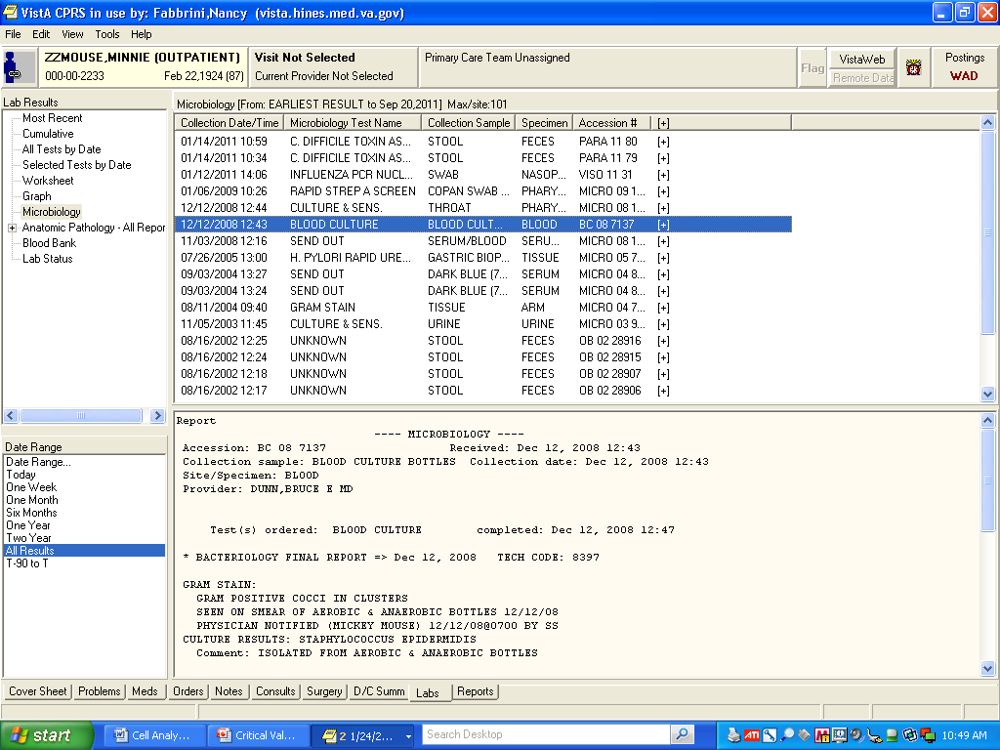 VistA CPRS in use by: Fabbrini,Nancy (vista.hines.med.va.gov)
File Edit View Tools Help
ZZMOUSE,MINNIE (OUTPATIENT)
000-00-2233 Feb 22,1924 (87)
Visit Not Selected
Current Provider Not Selected
Primary Care Team Unassigned
Flag
VistaWeb
Remote Data
Postings
WAD
Lab Results
Most Recent
Cumulative
All Tests by Date
Selected Tests by Date
Worksheet
Graph
Microbiology
Anatomic Pathology - All Repor
Blood Bank
Lab Status
Date Range
Date Range...
Today
One Week
One Month
Six Months
One Year
Two Year
All Results
T-90 to T
Microbiology [From: EARLIEST RESULT to Sep 20,2011] Max/site:101
Collection Date/Time Microbiology Test Name Collection Sample Specimen Accession # [+]
01/14/2011 10:59 C. DIFFICILE TOXIN AS... STOOL FECES PARA 11 80 [+]
01/14/2011 10:34 C. DIFFICILE TOXIN AS... STOOL FECES PARA 11 79 [+]
01/12/2011 14:06 INFLUENZA PCR NUCL... SWAB NASOP... VISO 11 31 [+]
01/06/2009 10:26 RAPID STREP A SCREEN COPAN SWAB ... PHARY... MICRO 09 1... [+]
12/12/2008 12:44 CULTURE & SENS. THROAT PHARY... MICRO 08 1... [+]
12/12/2008 12:43 BLOOD CULTURE BLOOD CULT... BLOOD BC 08 7137 [+]
11/03/2008 12:16 SEND OUT SERUM/BLOOD SERU... MICRO 08 1... [+]
07/26/2005 13:00 H. PYLORI RAPID URE... GASTRIC BIOP... TISSUE MICRO 05 7... [+]
09/03/2004 13:27 SEND OUT DARK BLUE (7... SERUM MICRO 04 8... [+]
09/03/2004 13:24 SEND OUT DARK BLUE (7... SERUM MICRO 04 8... [+]
08/11/2004 09:40 GRAM STAIN TISSUE ARM MICRO 04 7... [+]
11/05/2003 11:45 CULTURE & SENS. URINE URINE MICRO 03 9... [+]
08/16/2002 12:25 UNKNOWN STOOL FECES OB 02 28916 [+]
08/16/2002 12:24 UNKNOWN STOOL FECES OB 02 28915 [+]
08/16/2002 12:18 UNKNOWN STOOL FECES OB 02 28907 [+]
08/16/2002 12:17 UNKNOWN STOOL FECES OB 02 28906 [+]
Report
---- MICROBIOLOGY ----
Accession: BC 08 7137 Received: Dec 12, 2008 12:43
Collection sample: BLOOD CULTURE BOTTLES Collection date: Dec 12, 2008 12:43
Site/Specimen: BLOOD
Provider: DUNN,BRUCE E MD
Test(s) ordered: BLOOD CULTURE completed: Dec 12, 2008 12:47
* BACTERIOLOGY FINAL REPORT => Dec 12, 2008 TECH CODE: 8397
GRAM STAIN:
GRAM POSITIVE COCCI IN CLUSTERS
SEEN ON SMEAR OF AEROBIC & ANAEROBIC BOTTLES 12/12/08
PHYSICIAN NOTIFIED (MICKEY MOUSE) 12/12/08@0700 BY SS
CULTURE RESULTS: STAPHYLOCOCCUS EPIDERMIDIS
Comment: ISOLATED FROM AEROBIC & ANAEROBIC BOTTLES
Cover Sheet Problems Meds Orders Notes Consults Surgery D/C Summ Labs Reports
start Cell Analy... Critical Val... 2 1/24/2... Search Desktop ATI 10:49 AM